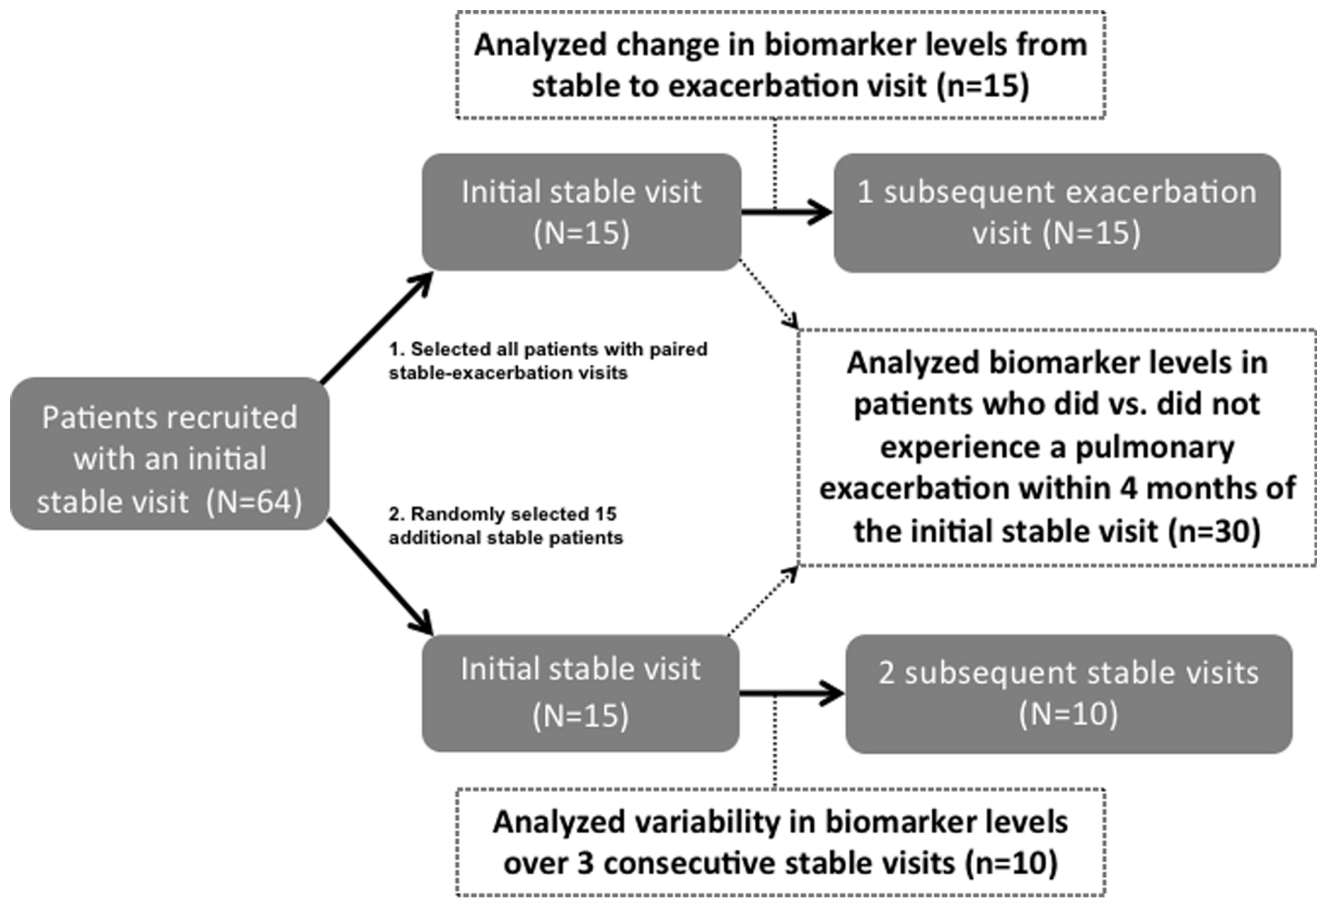 Analyzed change in biomarker levels from
stable to exacerbation visit (n=15)
Initial stable visit
(N=15)
1 subsequent exacerbation
visit (N=15)
1. Selected all patients with paired
stable-exacerbation visits
Patients recruited
with an initial
stable visit (N=64)
Analyzed biomarker levels in
patients who did vs. did not
experience a pulmonary
exacerbation within 4 months of
the initial stable visit (n=30)
2. Randomly selected 15
additional stable patients
Initial stable visit
(N=15)
2 subsequent stable visits
(N=10)
Analyzed variability in biomarker levels
over 3 consecutive stable visits (n=10)